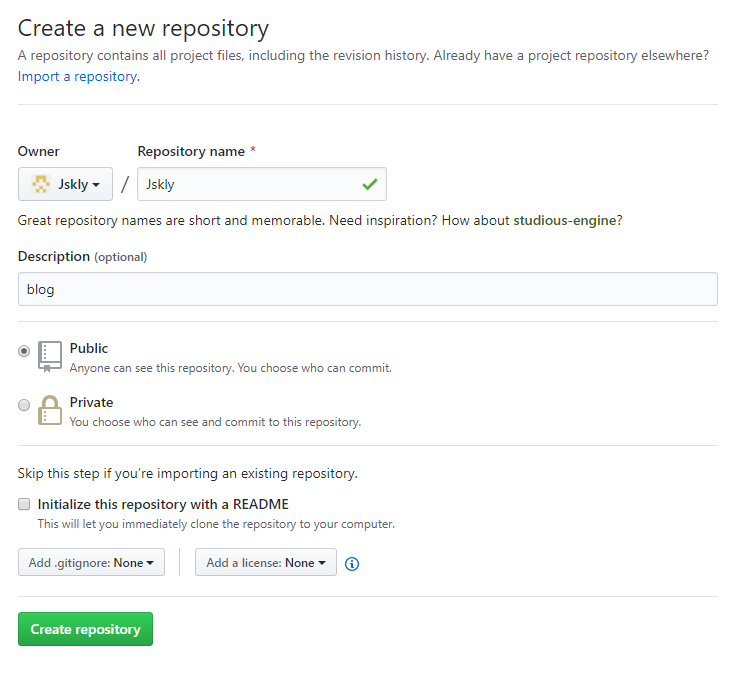 Create a new repository
A repository contains all project files, including the revision history. Already have a project repository elsewhere?
Import a repository.
Owner
Repository name *
Jskly
/
Jskly
Great repository names are short and memorable. Need inspiration? How about studious-engine?
Description (optional)
blog
Public
Anyone can see this repository. You choose who can commit.
Private
You choose who can see and commit to this repository.
Skip this step if you’re importing an existing repository.
Initialize this repository with a README
This will let you immediately clone the repository to your computer.
Add .gitignore: None
Add a license: None
Create repository